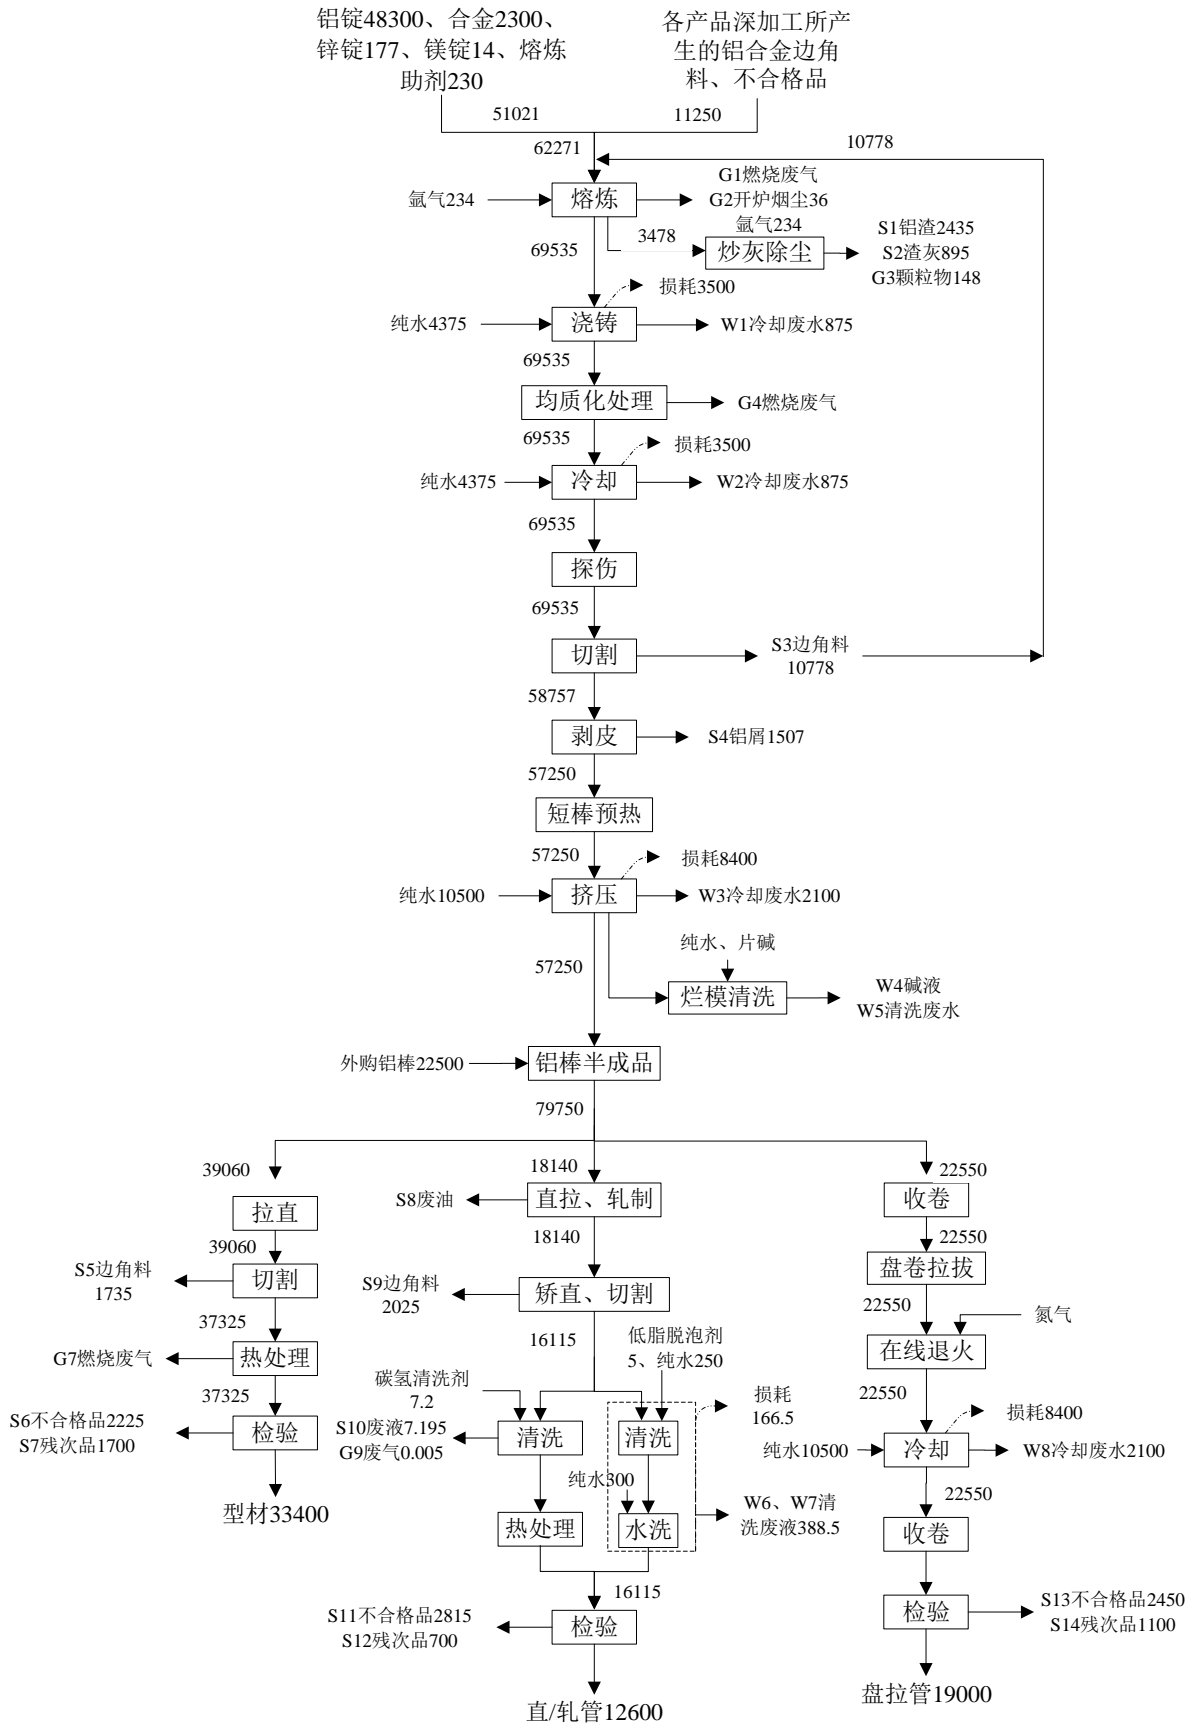 铝锭48300、合金2300、
锌锭177、镁锭14、熔炼
助剂230
各产品深加工所产
生的铝合金边角
料、不合格品
51021
11250
62271
10778
氩气234
熔炼
G1燃烧废气
G2开炉烟尘36
氩气234
3478
炒灰除尘
S1铝渣2435
S2渣灰895
G3颗粒物148
69535
损耗3500
纯水4375
浇铸
W1冷却废水875
69535
均质化处理
G4燃烧废气
69535
损耗3500
纯水4375
冷却
W2冷却废水875
69535
探伤
69535
切割
S3边角料
10778
58757
剥皮
S4铝屑1507
57250
短棒预热
57250
损耗8400
纯水10500
挤压
W3冷却废水2100
纯水、片碱
57250
烂模清洗
W4碱液
W5清洗废水
外购铝棒22500
铝棒半成品
79750
39060
18140
22550
拉直
S8废油
直拉、轧制
收卷
39060
18140
22550
S5边角料
1735
切割
S9边角料
2025
矫直、切割
盘卷拉拔
37325
16115
22550
氮气
G7燃烧废气
热处理
低脂脱泡剂
5、纯水250
在线退火
37325
碳氢清洗剂
7.2
损耗
166.5
22550
损耗8400
S6不合格品2225
S7残次品1700
检验
S10废液7.195
G9废气0.005
清洗
清洗
纯水10500
冷却
W8冷却废水2100
纯水300
22550
型材33400
热处理
水洗
W6、W7清
洗废液388.5
收卷
16115
S11不合格品2815
S12残次品700
检验
检验
S13不合格品2450
S14残次品1100
直/轧管12600
盘拉管19000